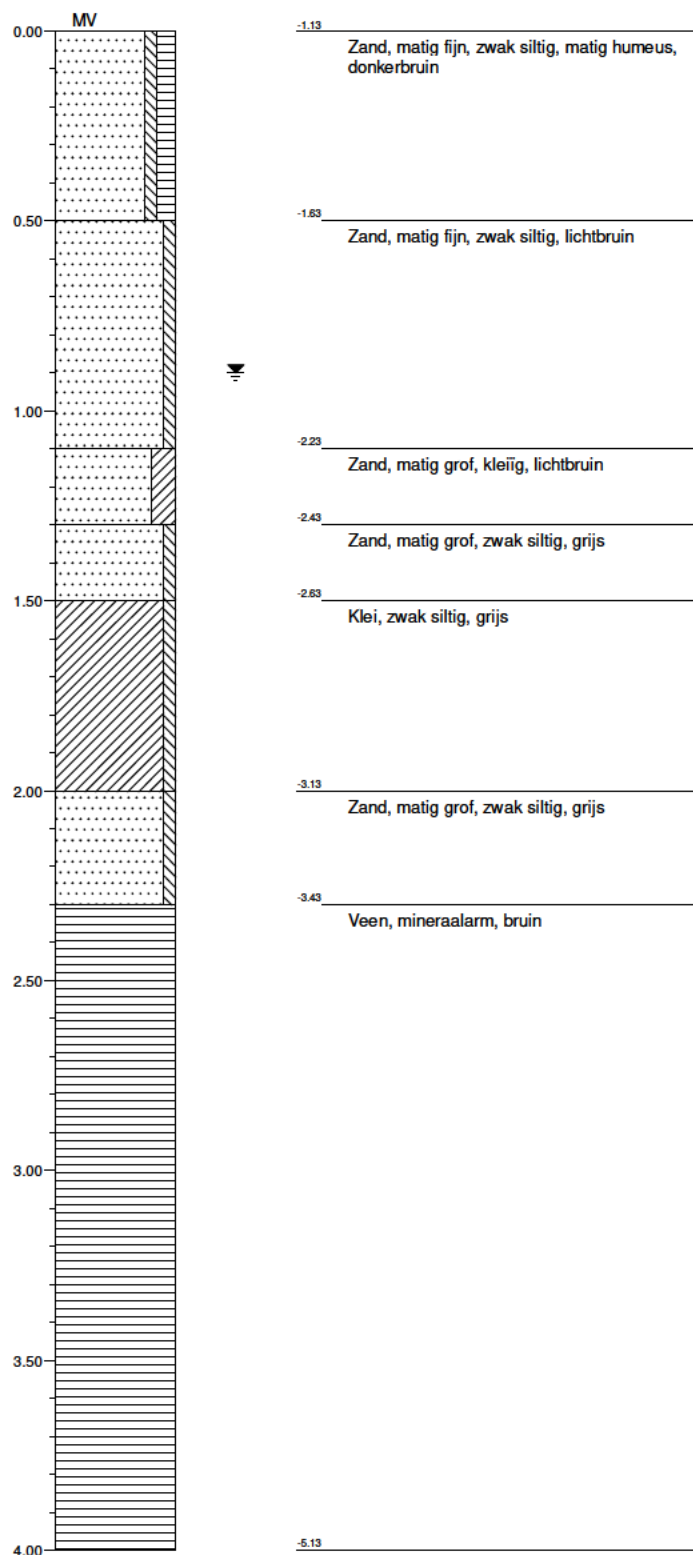 MV
0.00
-1.13
Zand, matig fijn, zwak siltig, matig humeus,
donkerbruin
0.50
-1.63
Zand, matig fijn, zwak siltig, lichtbruin
1.00
-2.23
Zand, matig grof, kleiïg, lichtbruin
-2.43
Zand, matig grof, zwak siltig, grijs
1.50
-2.63
Klei, zwak siltig, grijs
2.00
-3.13
Zand, matig grof, zwak siltig, grijs
-3.43
Veen, mineraalarm, bruin
2.50
3.00
3.50
4.00
-5.13